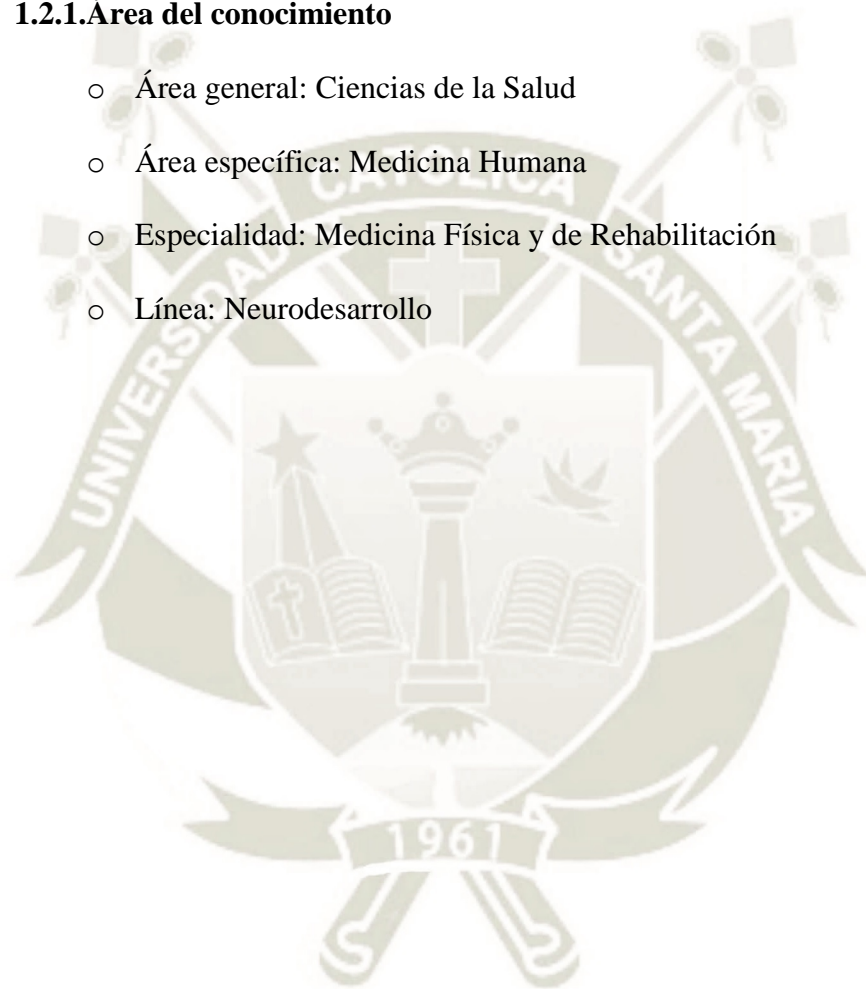 1.2.1.Área del conocimiento
o Área general: Ciencias de la Salud
o Área específica: Medicina Humana
o Especialidad: Medicina Física y de Rehabilitación
o Línea: Neurodesarrollo
UNIVERSIDAD CATOLICA SANTA MARIA
1961